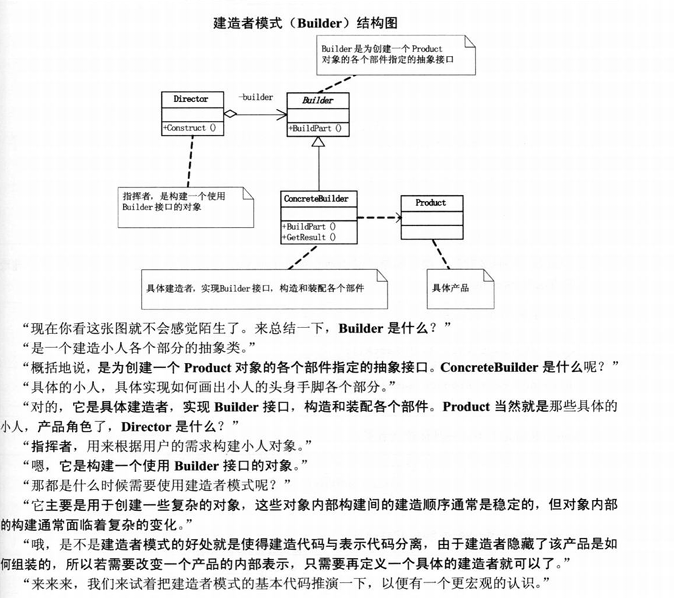 建造者模式（Builder）结构图
Builder是为创建一个Product
对象的各个部件指定的抽象接口
Director
-builder
Builder
+Construct()
+BuildPart()
指挥者，是构建一个使用
Builder接口的对象
ConcreteBuilder
+BuildPart()
+GetResult()
Product
具体建造者，实现Builder接口，构造和装配各个部件
具体产品
“现在你看这张图就不会感觉陌生了。来总结一下，Builder 是什么？”
“是一个建造小人各个部分的抽象类。”
“概括地说，是为创建一个 Product 对象的各个部件指定的抽象接口。ConcreteBuilder 是什么呢？”
“具体的小人，具体实现如何画出小人的头身手脚各个部分。”
“对的，它是具体建造者，实现 Builder 接口，构造和装配各个部件。Product 当然就是那些具体的
小人，产品角色了，Director 是什么？”
“指挥者，用来根据用户的需求构建小人对象。”
“嗯，它是构建一个使用 Builder 接口的对象。”
“那都是什么时候需要使用建造者模式呢？”
“它主要是用于创建一些复杂的对象，这些对象内部构建间的建造顺序通常是稳定的，但对象内部
的构建通常面临着复杂的变化。”
“哦，是不是建造者模式的好处就是使得建造代码与表示代码分离，由于建造者隐藏了该产品是如
何组装的，所以若需要改变一个产品的内部表示，只需要再定义一个具体的建造者就可以了。”
“来来来，我们来试着把建造者模式的基本代码推演一下，以便有一个更宏观的认识。”